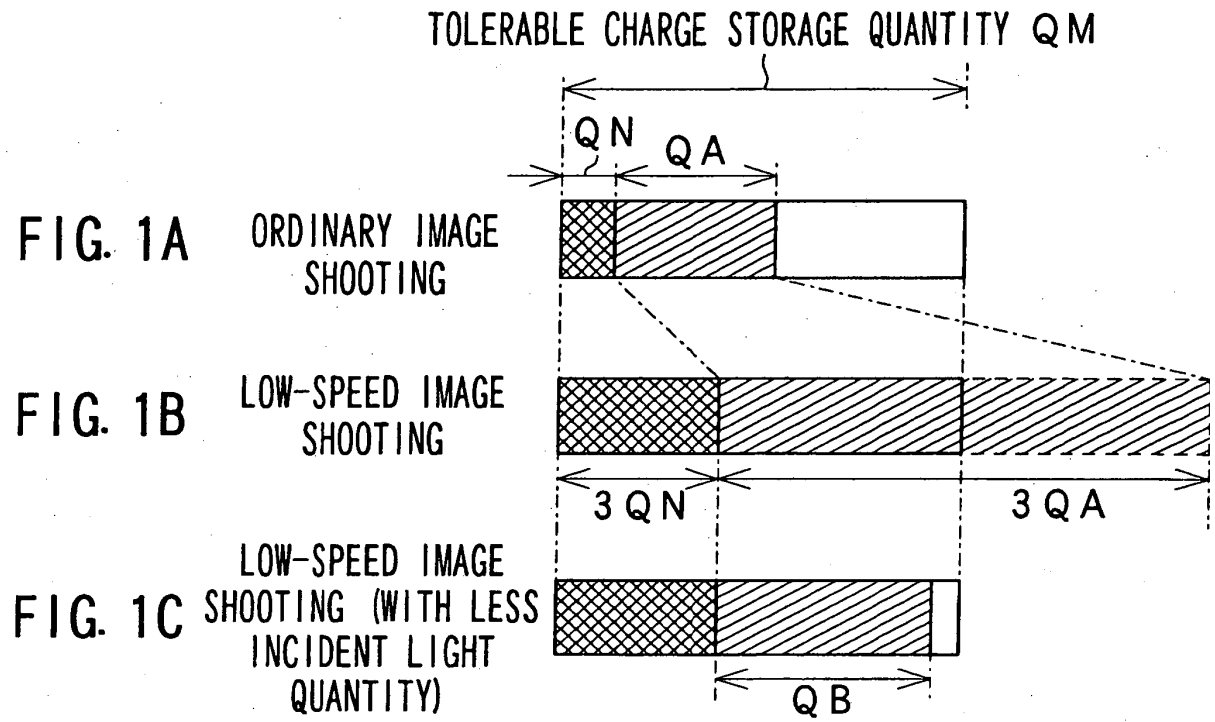 TOLERABLE CHARGE STORAGE QUANTITY QM
QN
QA
FIG. 1A
ORDINARY IMAGE
SHOOTING
FIG. 1B
LOW-SPEED IMAGE
SHOOTING
3QN
3QA
FIG. 1C
LOW-SPEED IMAGE
SHOOTING (WITH LESS
INCIDENT LIGHT
QUANTITY)
QB